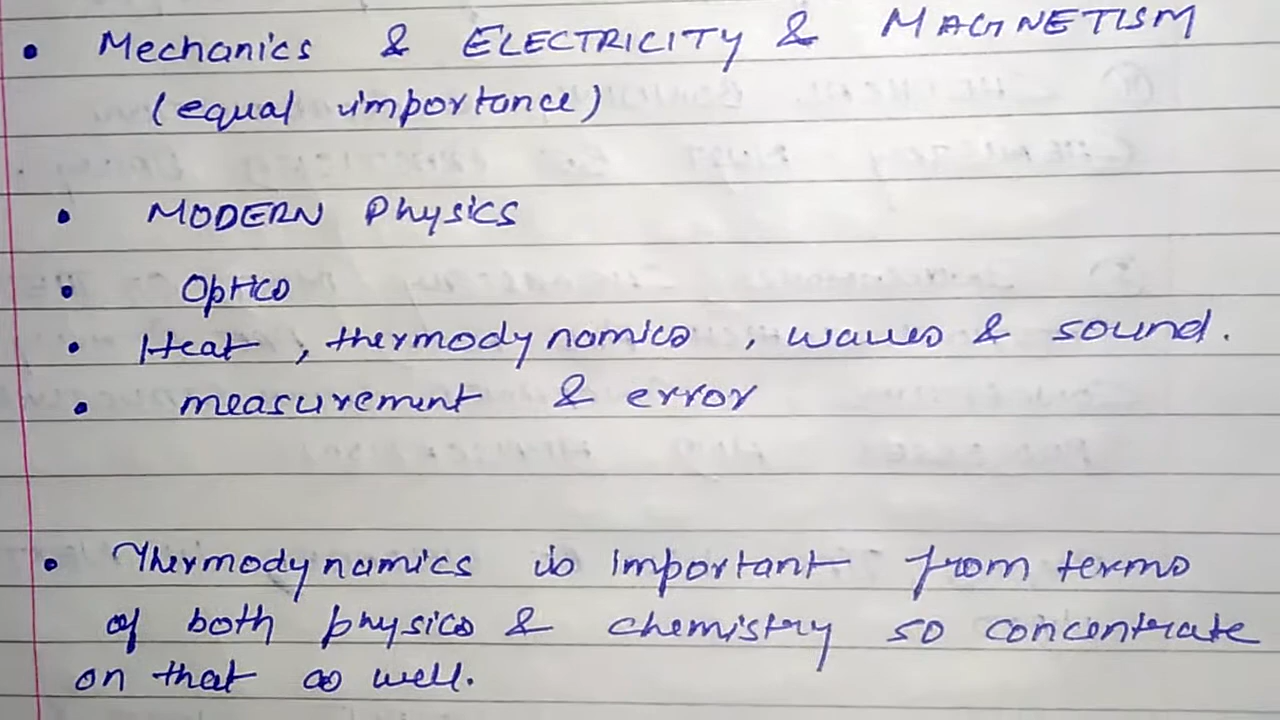 • Mechanics & ELECTRICITY & MAGNETISM
(equal importance)
• MODERN Physics
• Optics
• Heat, thermodynamics, waves & sound.
• measurement & error
• Thermodynamics is important from terms
of both physics & chemistry so concentrate
on that as well.